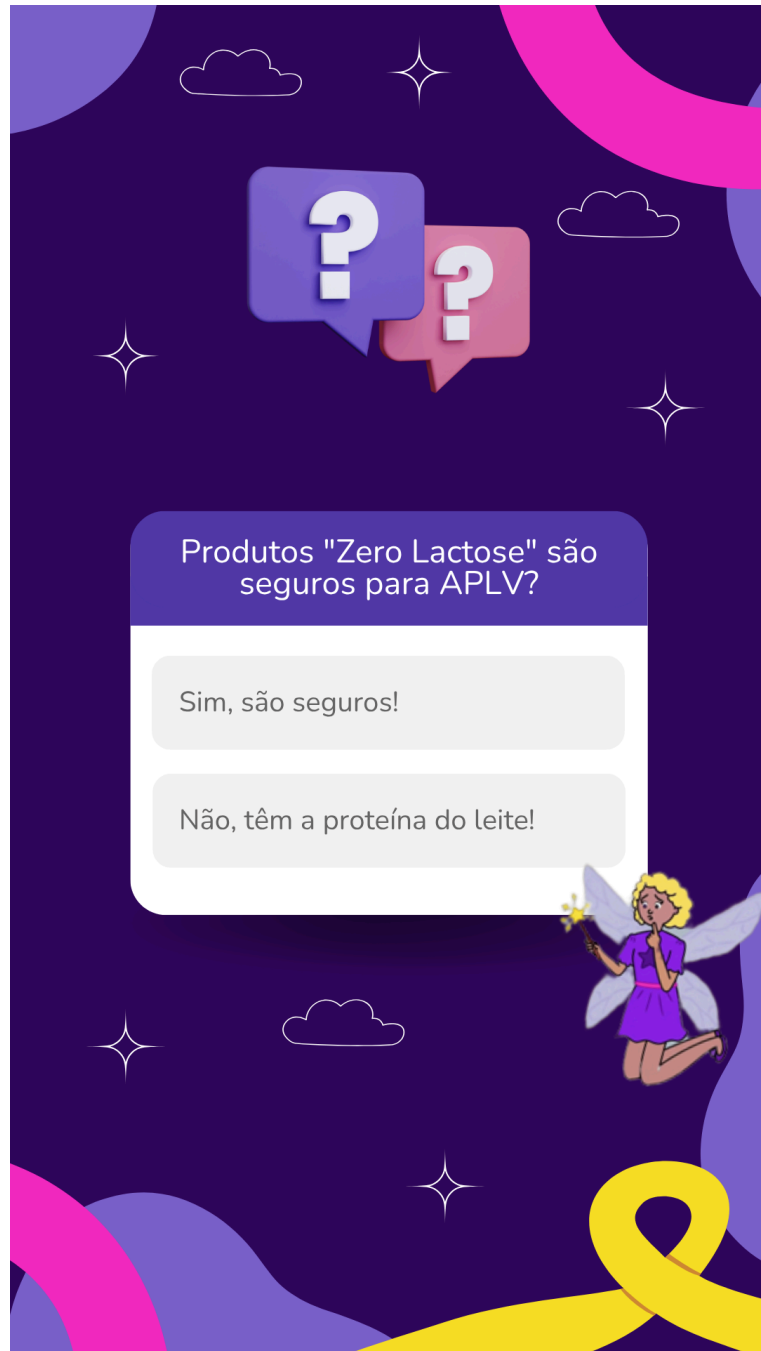 ? ?
Produtos "Zero Lactose" são
seguros para APLV?
Sim, são seguros!
Não, têm a proteína do leite!